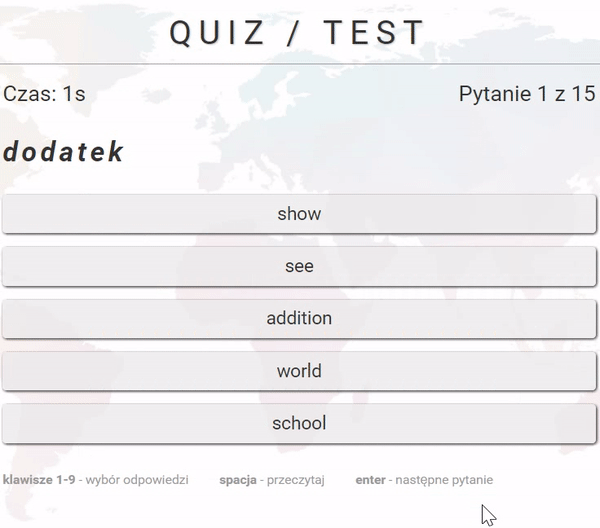 QUIZ / TEST
Czas: 1s Pytanie 1 z 15
dodatek
show
see
addition
world
school
klawisze 1-9 - wybór odpowiedzi spacja - przeczytaj enter - następne pytanie